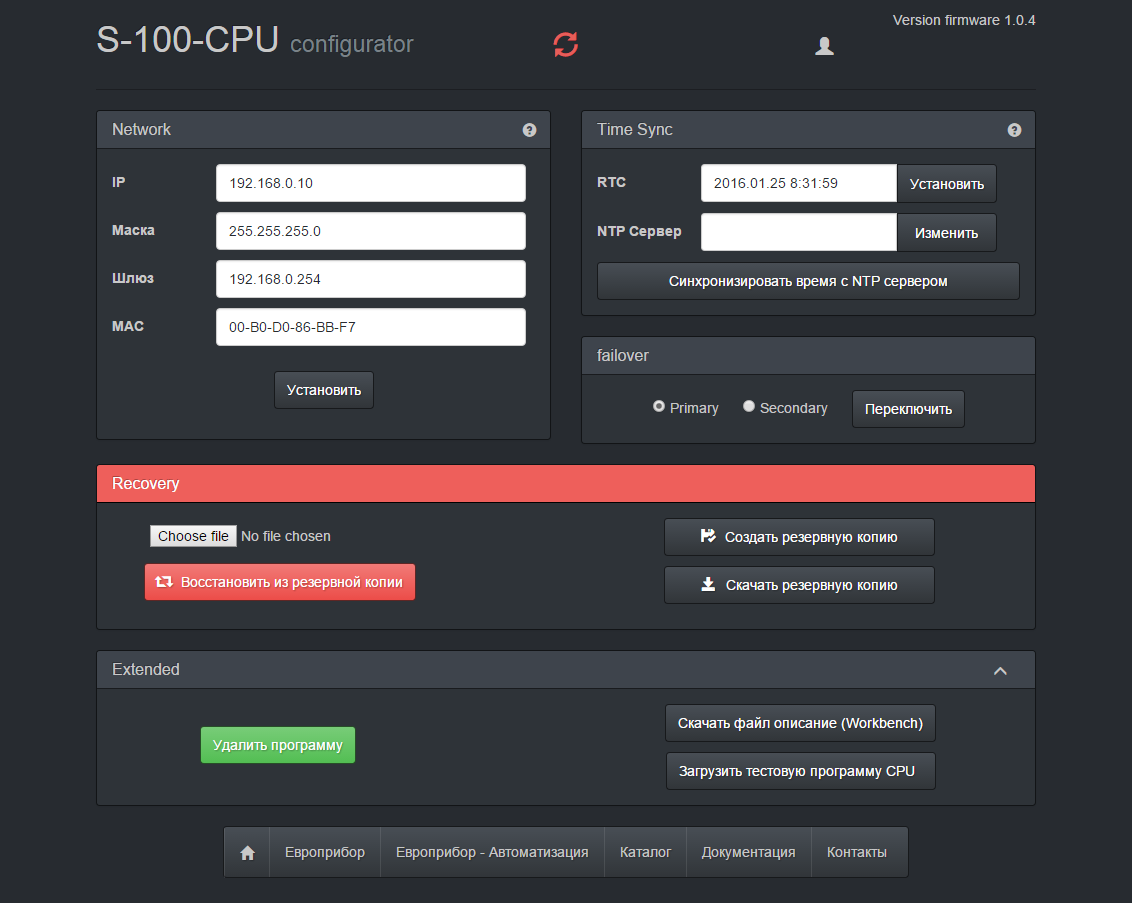 S-100-CPU configurator
Version firmware 1.0.4
Network
IP
192.168.0.10
Маска
255.255.255.0
Шлюз
192.168.0.254
MAC
00-B0-D0-86-BB-F7
Установить
Time Sync
RTC
2016.01.25 8:31:59
Установить
NTP Сервер
Изменить
Синхронизировать время с NTP сервером
failover
Primary
Secondary
Переключить
Recovery
Choose file No file chosen
Восстановить из резервной копии
Создать резервную копию
Скачать резервную копию
Extended
Удалить программу
Скачать файл описание (Workbench)
Загрузить тестовую программу CPU
Европрибор
Европрибор - Автоматизация
Каталог
Документация
Контакты